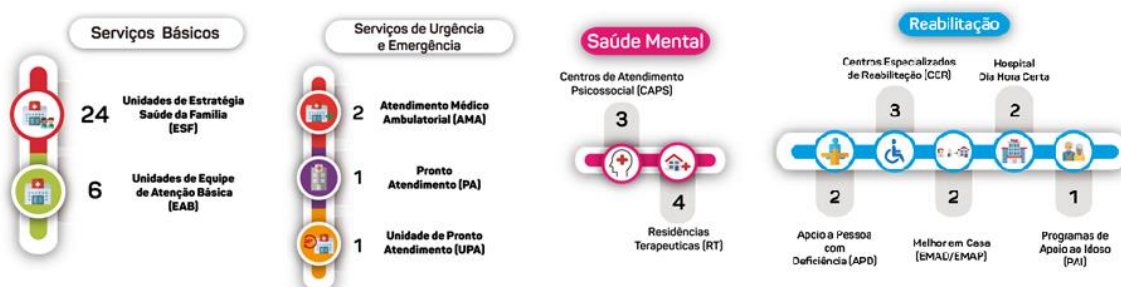 Serviços Básicos
24
Unidades de Estratégia
Saúde da Família
(ESF)
6
Unidades de Equipe
de Atenção Básica
(EAB)
Serviços de Urgência
e Emergência
2
Atendimento Médico
Ambulatorial (AMA)
1
Pronto
Atendimento (PA)
1
Unidade de Pronto
Atendimento (UPA)
Saúde Mental
Centros de Atendimento
Psicossocial (CAPS)
3
4
Residências
Terapeuticas (RT)
Reabilitação
Centros Especializados
de Reabilitação (CER)
3
Hospital
Dia Hora Certa
2
2
Apoio a Pessoa
com
Deficiência (APD)
2
Melhor em Casa
(EMAD/EMAP)
1
Programas de
Apoio ao Idoso
(PAI)